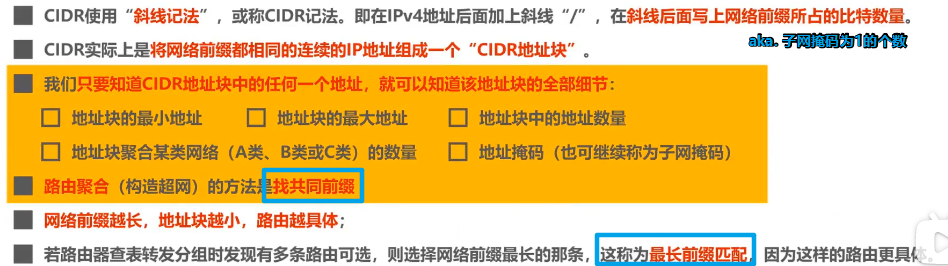 CIDR使用“斜线记法”，或称CIDR记法。即在IPv4地址后面加上斜线“/”，在斜线后面写上网络前缀所占的比特数量。
aka. 子网掩码为1的个数
CIDR实际上是将网络前缀都相同的连续的IP地址组成一个“CIDR地址块”。
我们只要知道CIDR地址块中的任何一个地址，就可以知道该地址块的全部细节：
地址块的最小地址 地址块的最大地址 地址块中的地址数量
地址块聚合某类网络（A类、B类或C类）的数量 地址掩码（也可继续称为子网掩码）
路由聚合（构造超网）的方法是找共同前缀
网络前缀越长，地址块越小，路由越具体；
若路由器查表转发分组时发现有多条路由可选，则选择网络前缀最长的那条，这称为最长前缀匹配，因为这样的路由更具体。